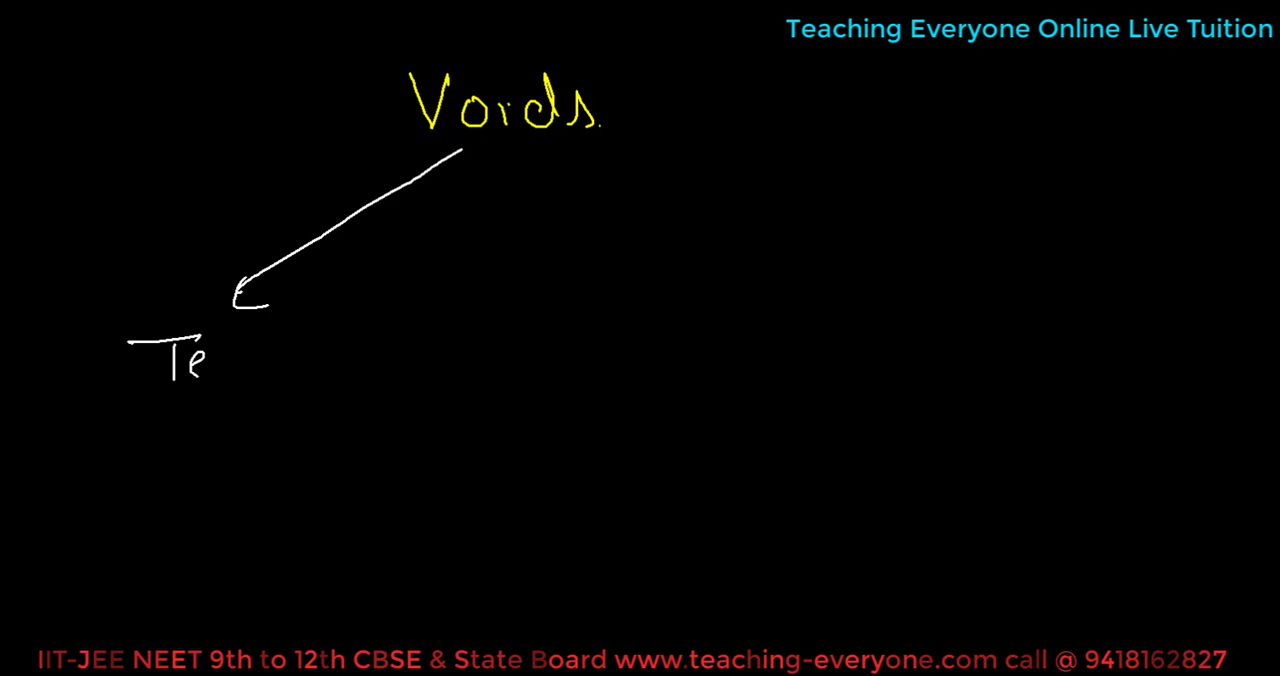 Teaching Everyone Online Live Tuition
Voids.
Te
IIT-JEE NEET 9th to 12th CBSE & State Board www.teaching-everyone.com call @ 9418162827